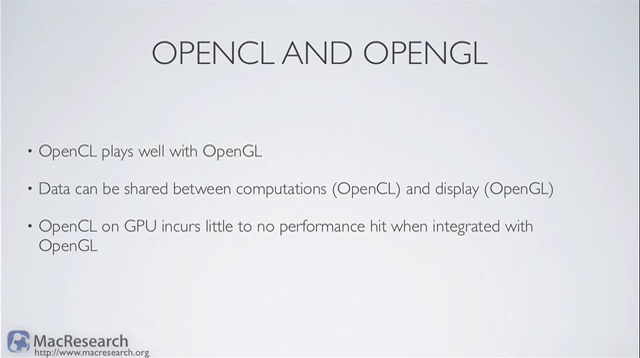 OPENCL AND OPENGL
• OpenCL plays well with OpenGL
• Data can be shared between computations (OpenCL) and display (OpenGL)
• OpenCL on GPU incurs little to no performance hit when integrated with
OpenGL
MacResearch
http://www.macresearch.org